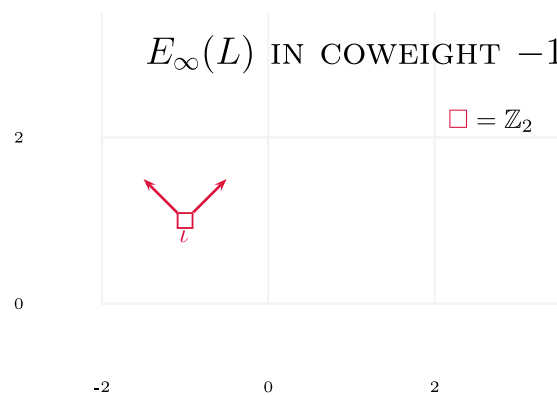 E∞(L) IN COWEIGHT −1
□ = ℤ₂
2
ι
0
-2 0 2